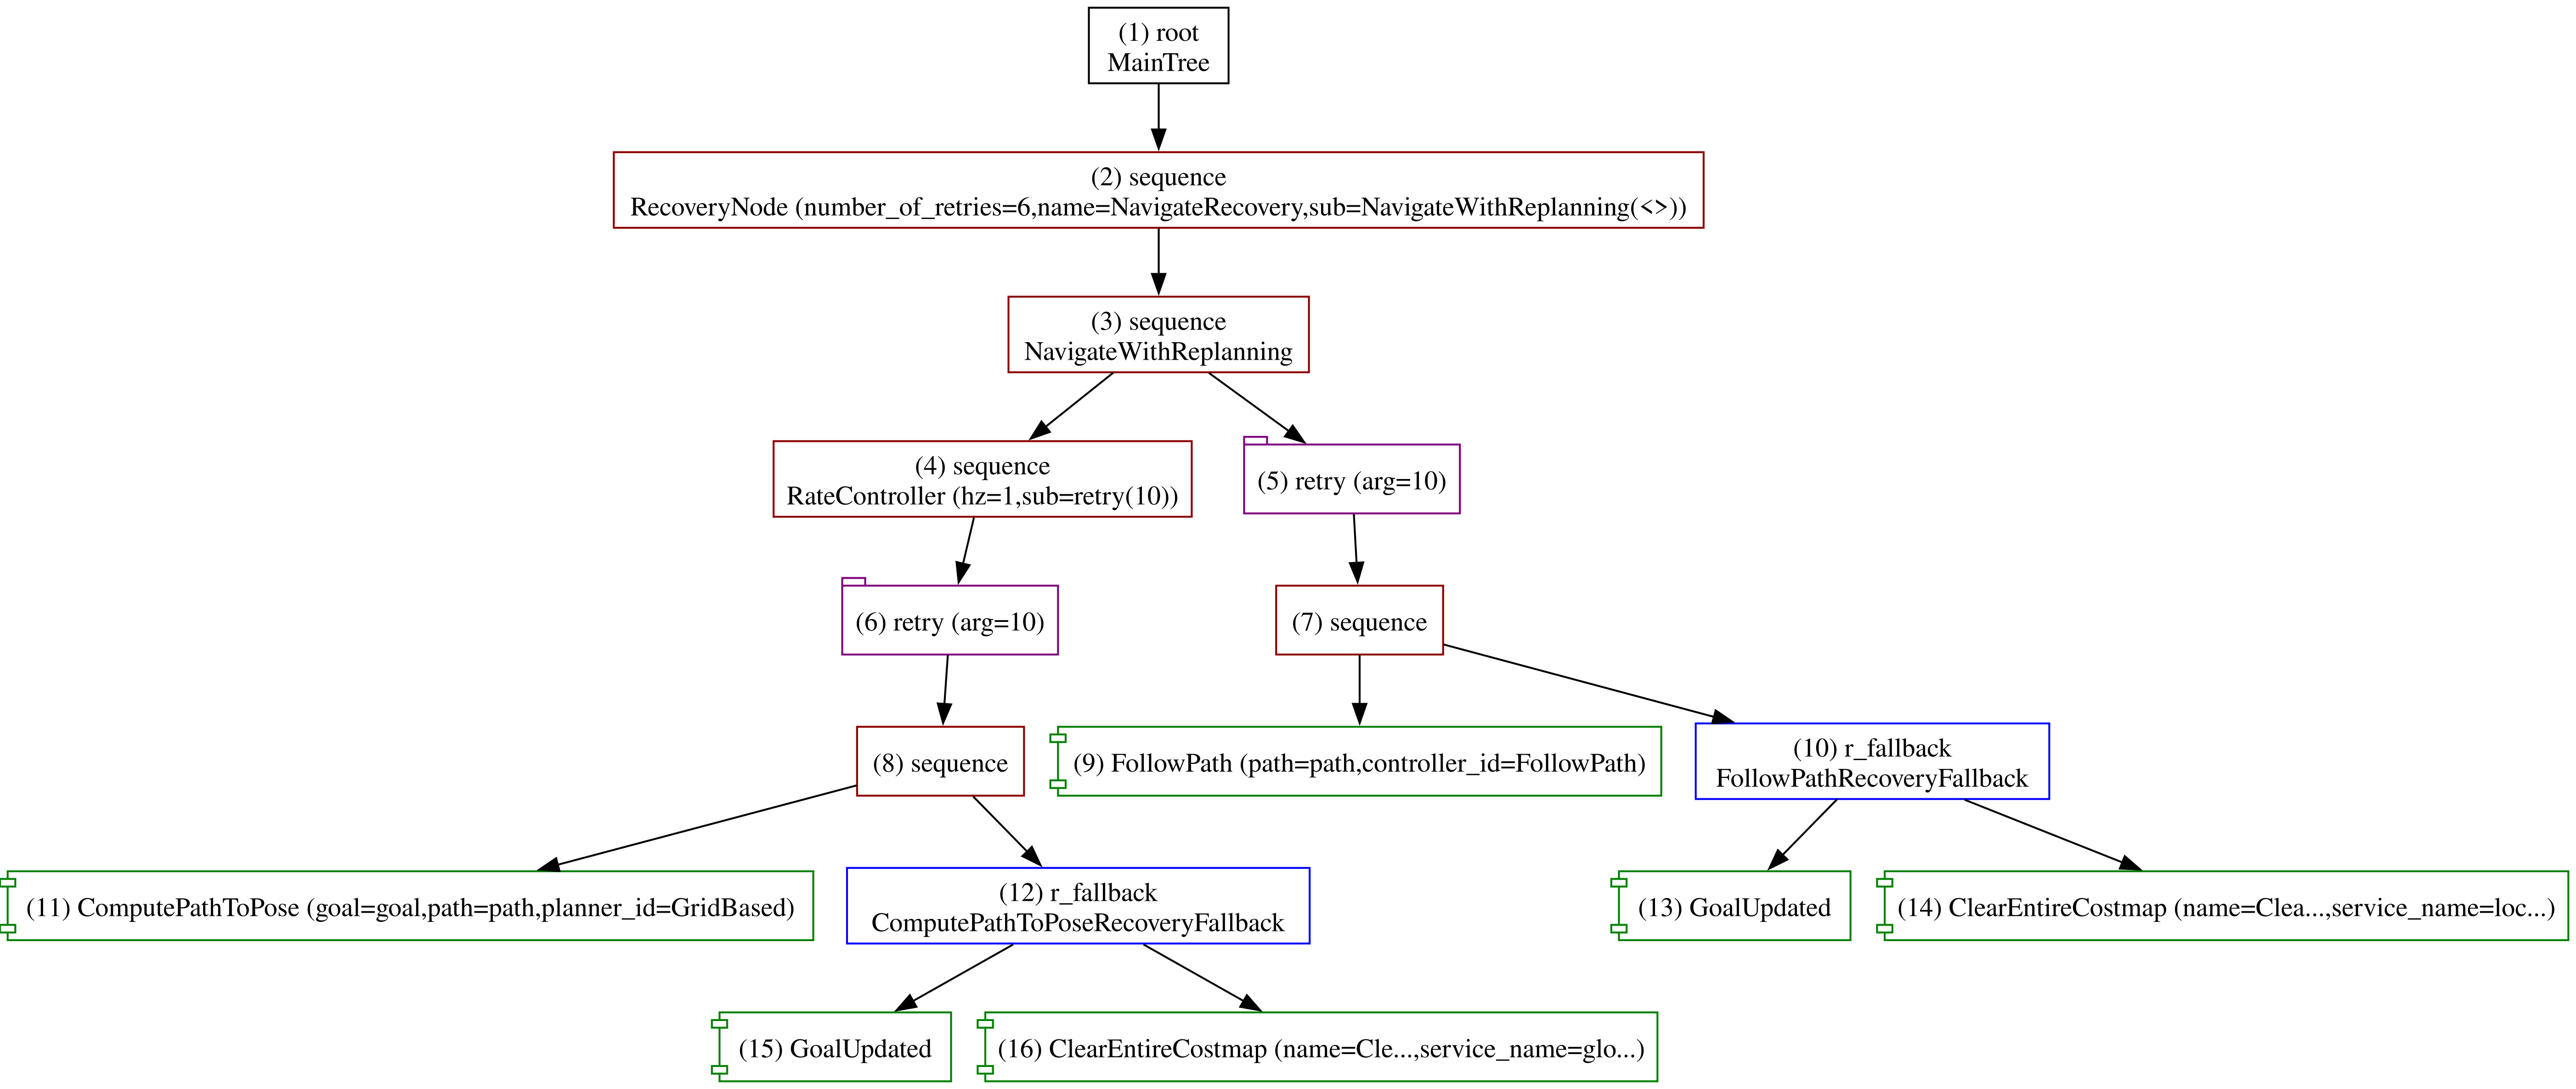 (1) root
MainTree
(2) sequence
RecoveryNode (number_of_retries=6,name=NavigateRecovery,sub=NavigateWithReplanning(<>))
(3) sequence
NavigateWithReplanning
(4) sequence
RateController (hz=1,sub=retry(10))
(5) retry (arg=10)
(6) retry (arg=10)
(7) sequence
(8) sequence
(9) FollowPath (path=path,controller_id=FollowPath)
(10) r_fallback
FollowPathRecoveryFallback
(11) ComputePathToPose (goal=goal,path=path,planner_id=GridBased)
(12) r_fallback
ComputePathToPoseRecoveryFallback
(13) GoalUpdated
(14) ClearEntireCostmap (name=Clea...,service_name=loc...)
(15) GoalUpdated
(16) ClearEntireCostmap (name=Cle...,service_name=glo...)